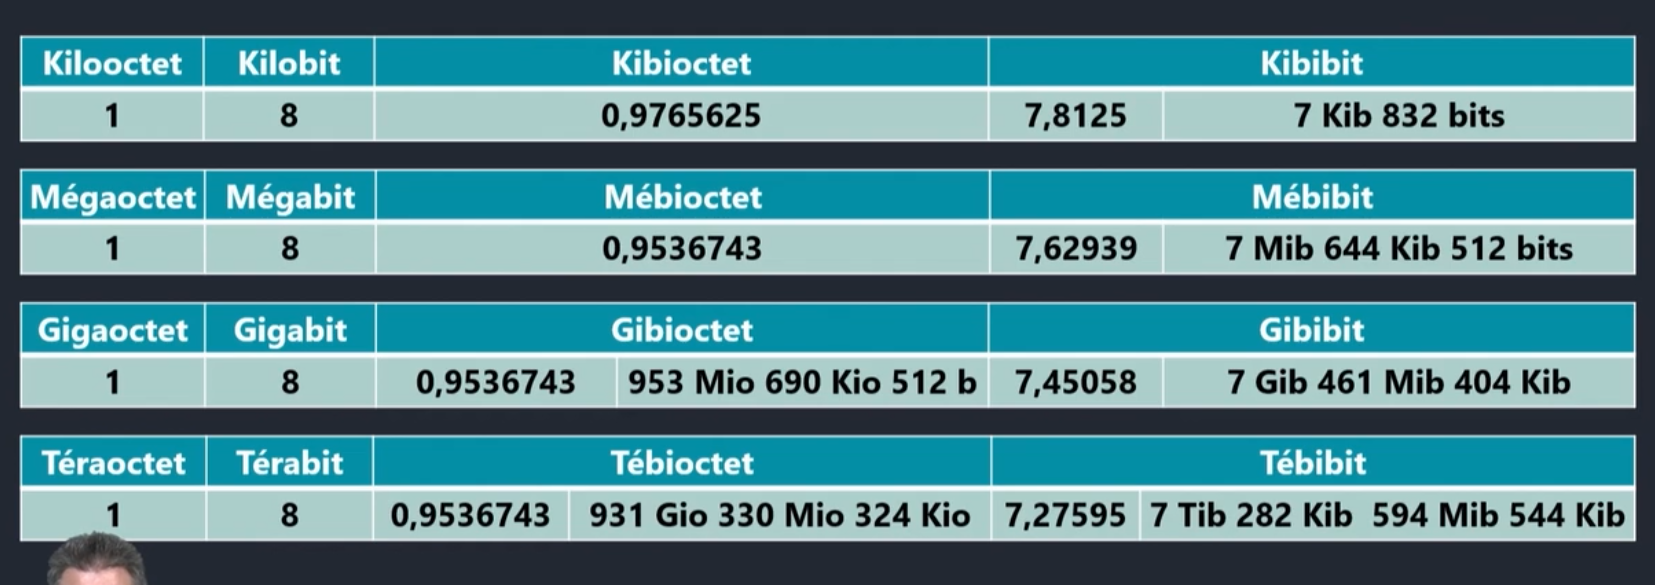 Kilooctet Kilobit Kibioctet Kibibit
1 8 0,9765625 7,8125 7 Kib 832 bits
Mégaoctet Mégabit Mébioctet Mébibit
1 8 0,9536743 7,62939 7 Mib 644 Kib 512 bits
Gigaoctet Gigabit Gibioctet Gibibit
1 8 0,9536743 953 Mio 690 Kio 512 b 7,45058 7 Gib 461 Mib 404 Kib
Téraoctet Térabit Tébioctet Tébibit
1 8 0,9536743 931 Gio 330 Mio 324 Kio 7,27595 7 Tib 282 Kib 594 Mib 544 Kib